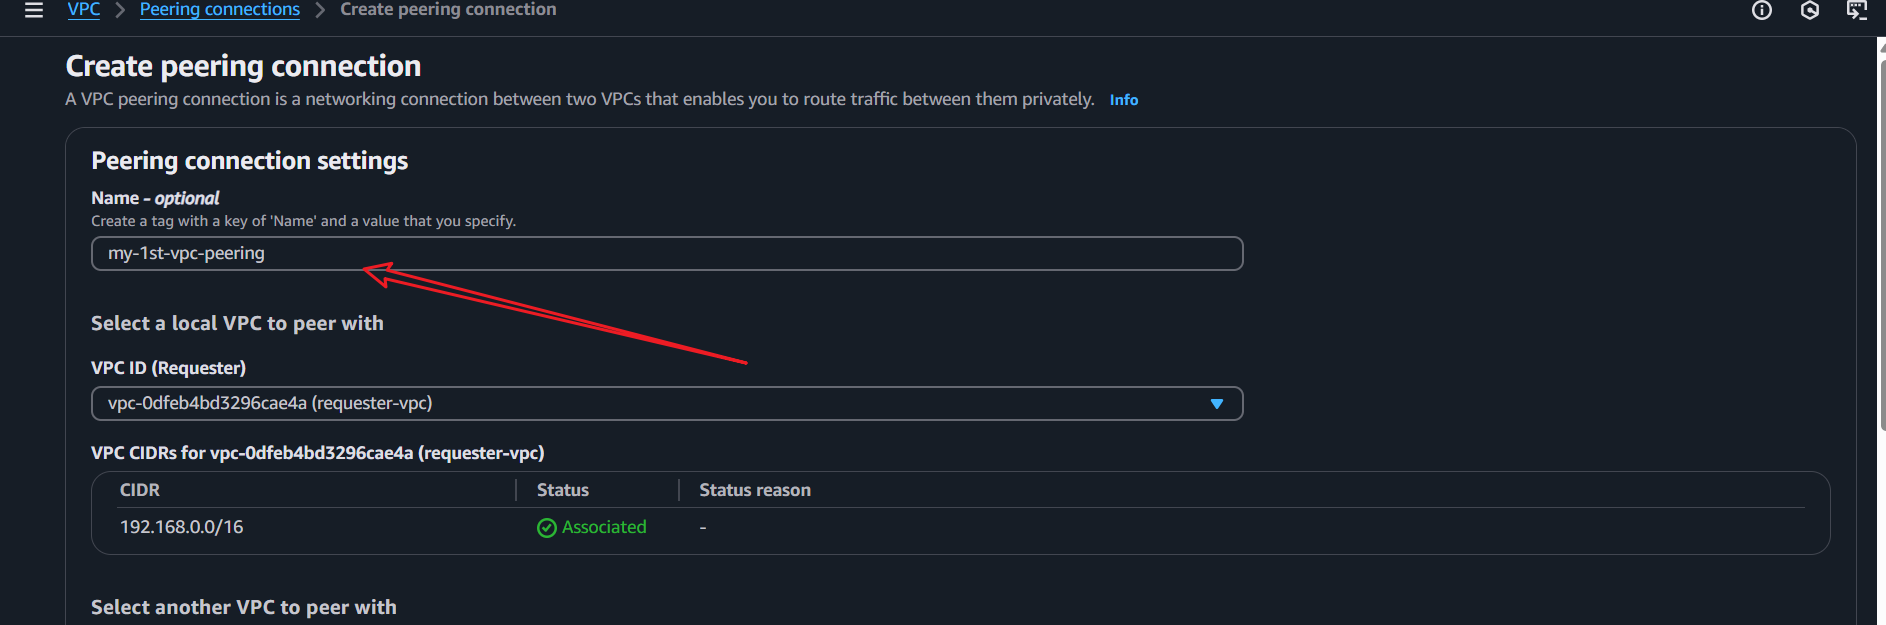 VPC > Peering connections > Create peering connection
Create peering connection
A VPC peering connection is a networking connection between two VPCs that enables you to route traffic between them privately. Info
Peering connection settings
Name - optional
Create a tag with a key of 'Name' and a value that you specify.
my-1st-vpc-peering
Select a local VPC to peer with
VPC ID (Requester)
vpc-0dfeb4bd3296cae4a (requester-vpc)
VPC CIDRs for vpc-0dfeb4bd3296cae4a (requester-vpc)
CIDR Status Status reason
192.168.0.0/16 Associated -
Select another VPC to peer with